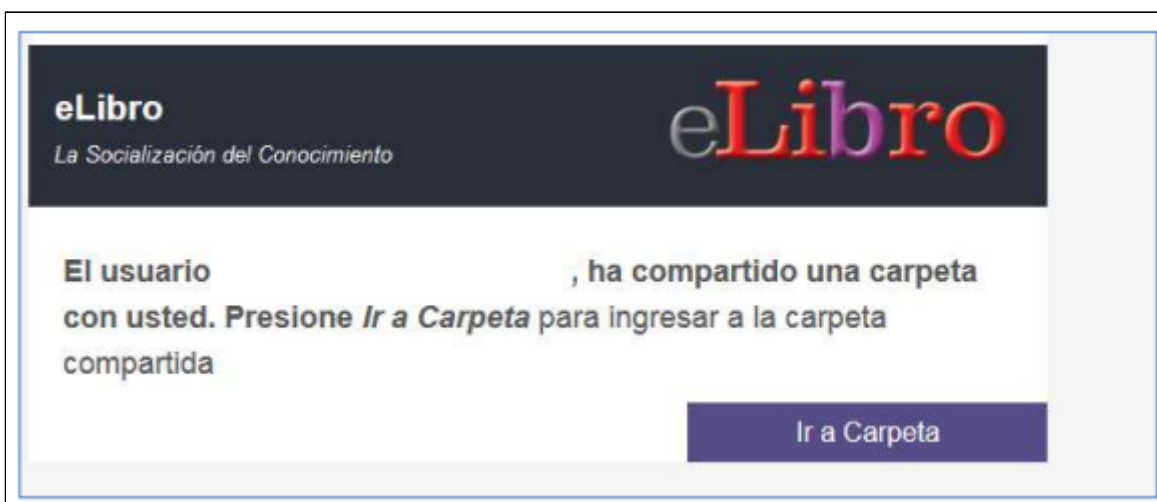 eLibro
eLibro
La Socialización del Conocimiento
El usuario , ha compartido una carpeta
con usted. Presione Ir a Carpeta para ingresar a la carpeta
compartida
Ir a Carpeta